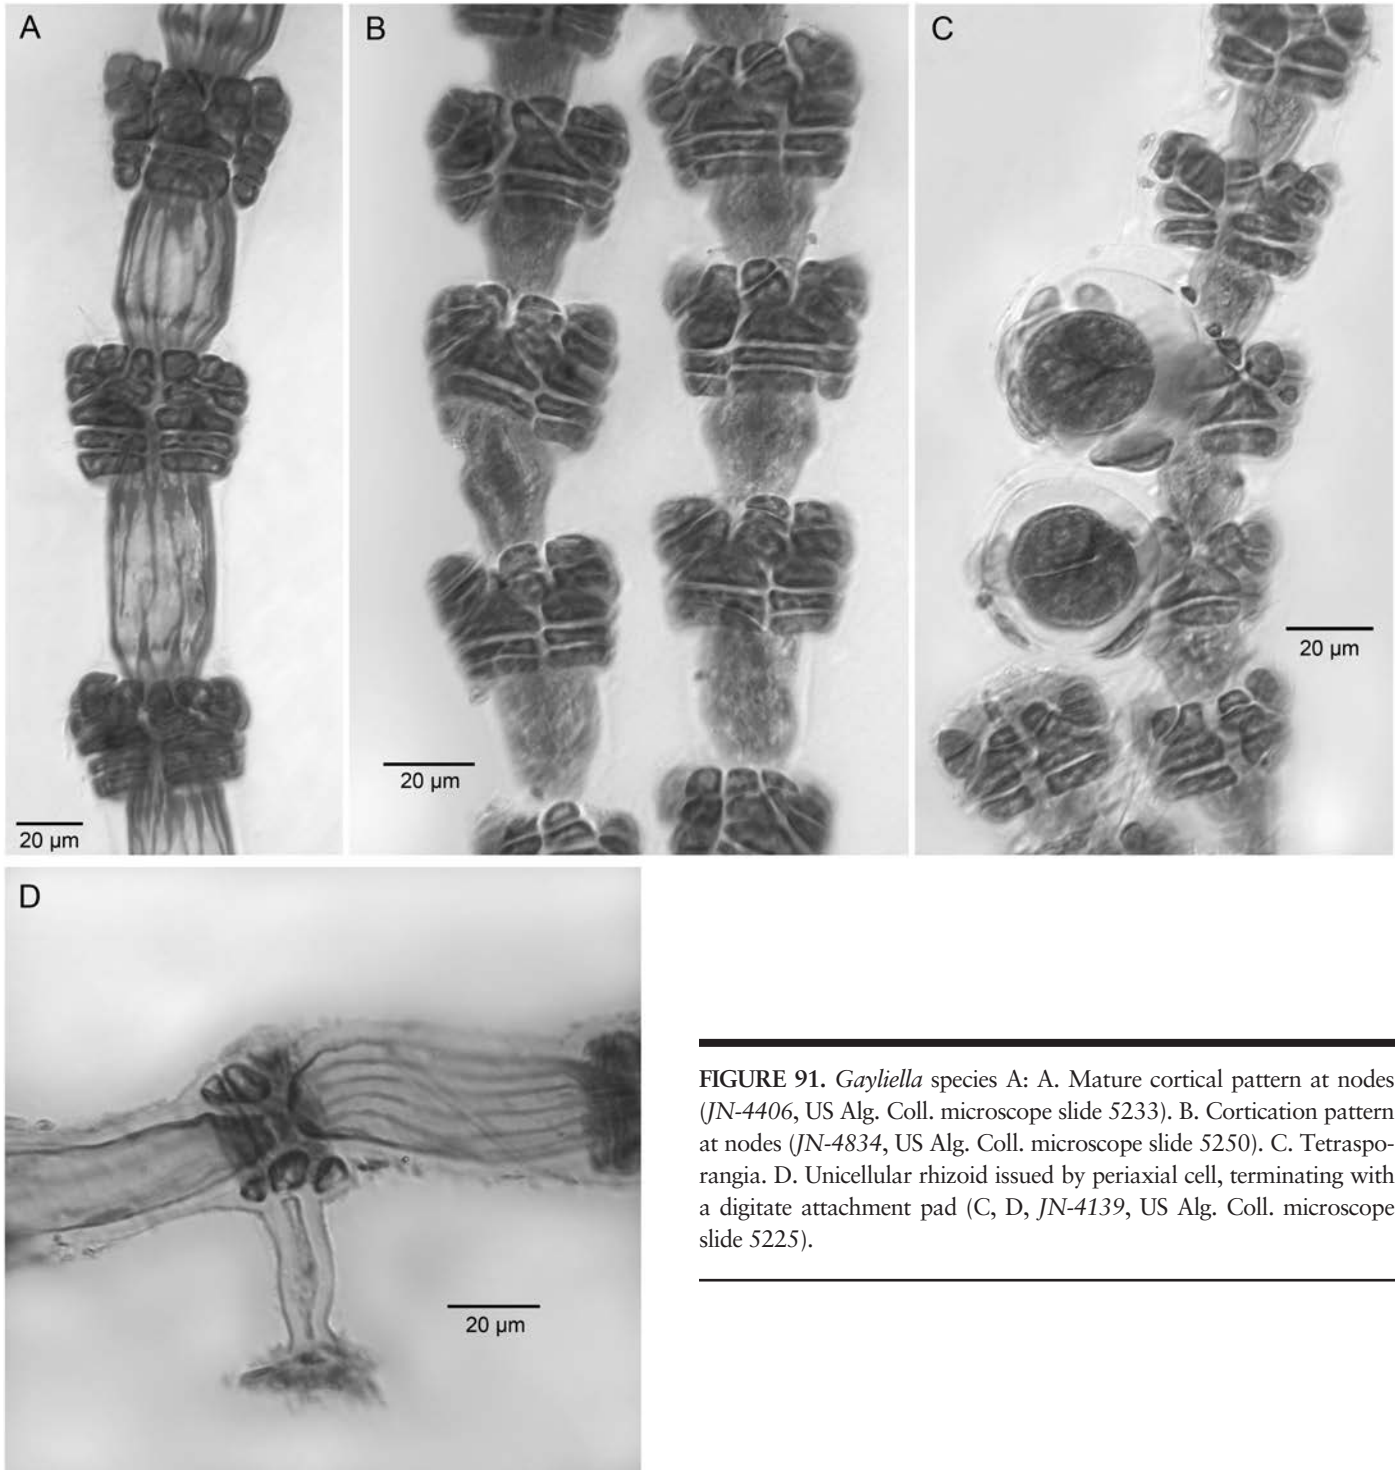 A
B
C
20 µm
20 µm
20 µm
D
20 µm
FIGURE 91. Gayliella species A: A. Mature cortical pattern at nodes
(JN-4406, US Alg. Coll. microscope slide 5233). B. Cortication pattern
at nodes (JN-4834, US Alg. Coll. microscope slide 5250). C. Tetraspo-
rangia. D. Unicellular rhizoid issued by periaxial cell, terminating with
a digitate attachment pad (C, D, JN-4139, US Alg. Coll. microscope
slide 5225).